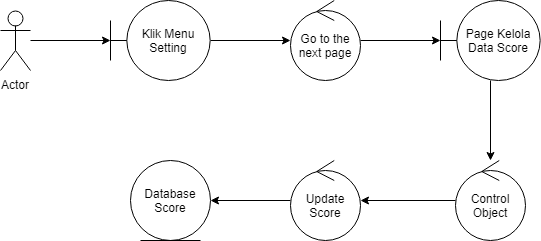 Actor
Klik Menu
Setting
Go to the
next page
Page Kelola
Data Score
Control
Object
Update
Score
Database
Score